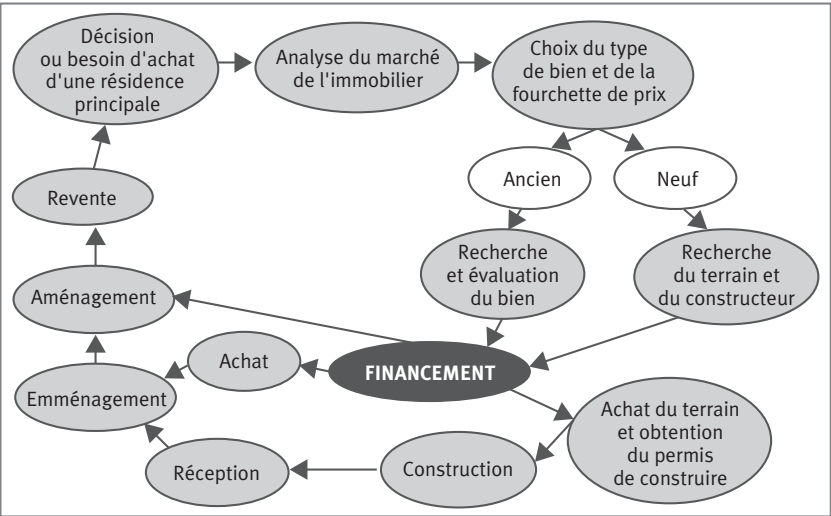 Décision
ou besoin d'achat
d'une résidence
principale
Analyse du marché
de l'immobilier
Choix du type
de bien et de la
fourchette de prix
Ancien
Neuf
Revente
Recherche
et évaluation
du bien
Recherche
du terrain et
du constructeur
Aménagement
Achat
FINANCEMENT
Emménagement
Achat du terrain
et obtention
du permis
de construire
Réception
Construction